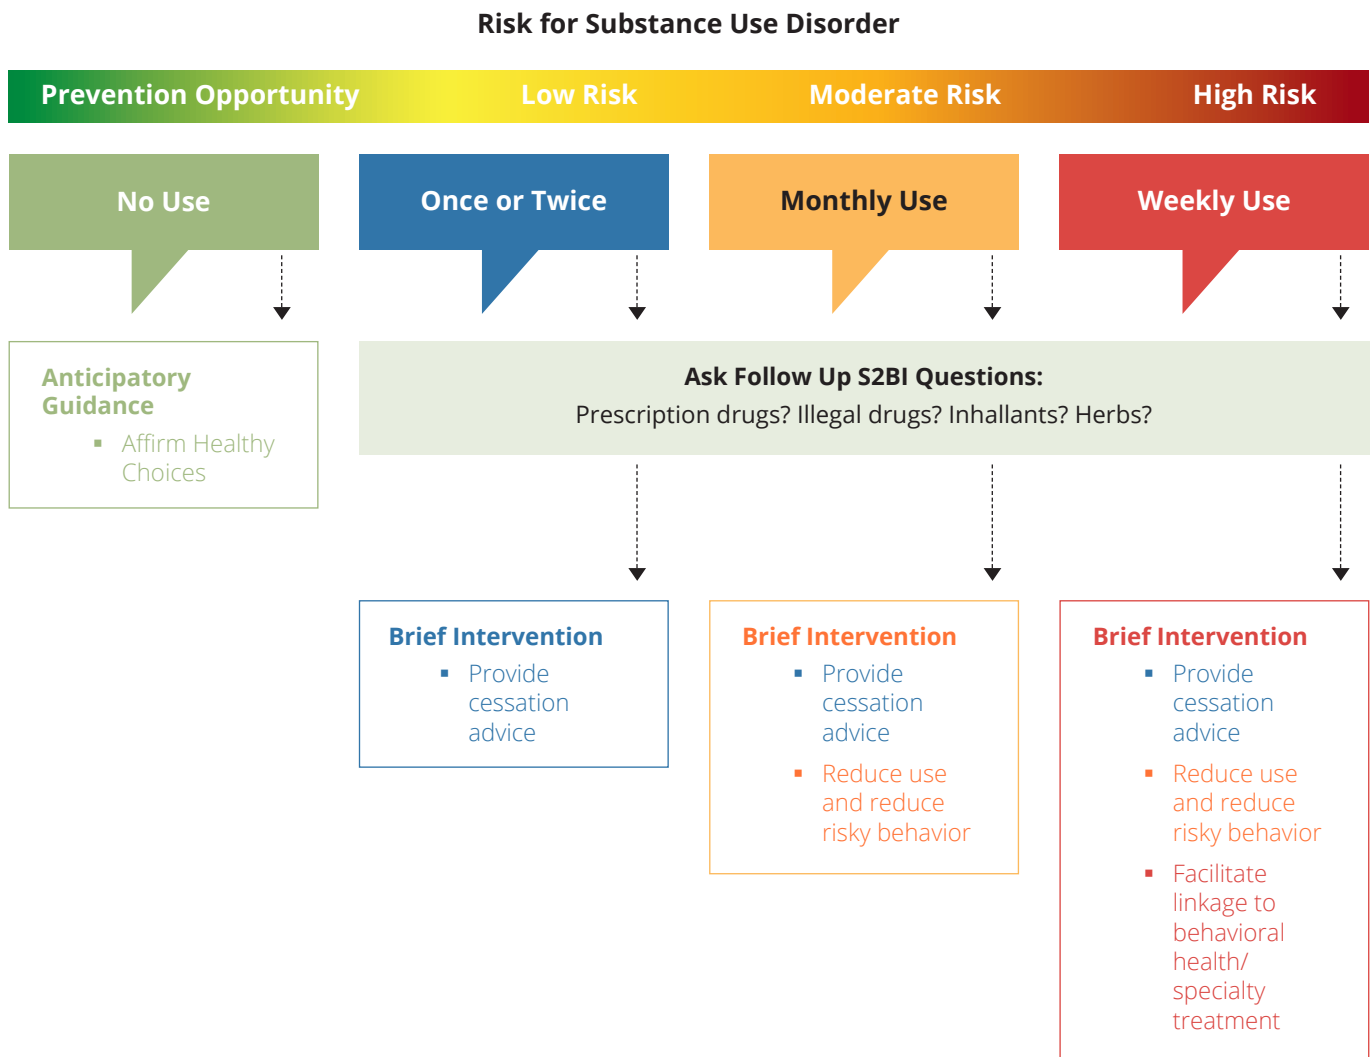 Risk for Substance Use Disorder
Prevention Opportunity
Low Risk
Moderate Risk
High Risk
No Use
Once or Twice
Monthly Use
Weekly Use
Anticipatory
Guidance
▪ Affirm Healthy
Choices
Ask Follow Up S2BI Questions:
Prescription drugs? Illegal drugs? Inhallants? Herbs?
Brief Intervention
▪ Provide
cessation
advice
Brief Intervention
▪ Provide
cessation
advice
▪ Reduce use
and reduce
risky behavior
Brief Intervention
▪ Provide
cessation
advice
▪ Reduce use
and reduce
risky behavior
▪ Facilitate
linkage to
behavioral
health/
specialty
treatment